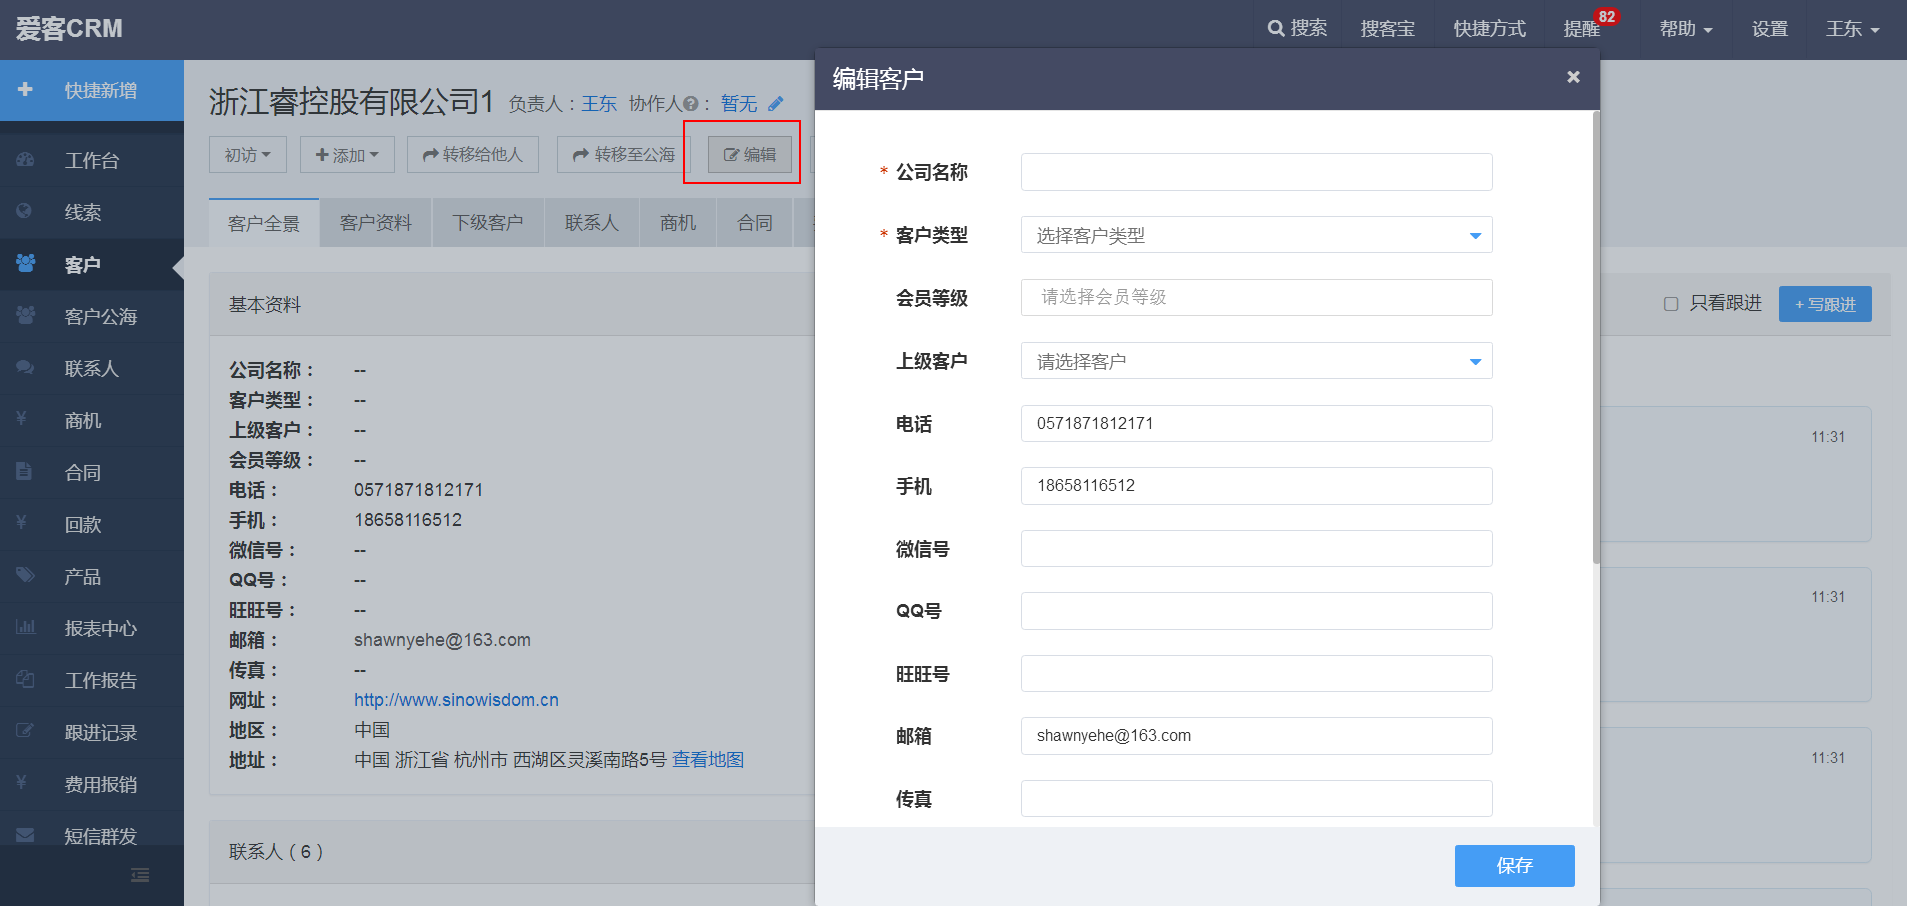 爱客CRM
搜索 搜客宝 快捷方式 提醒 82 帮助 设置 王东
快捷新增
工作台
线索
客户
客户公海
联系人
商机
合同
回款
产品
报表中心
工作报告
跟进记录
费用报销
短信群发
浙江睿控股有限公司1 负责人：王东 协作人 ： 暂无
初访 添加 转移给他人 转移至公海 编辑
客户全景 客户资料 下级客户 联系人 商机 合同
基本资料
公司名称： --
客户类型： --
上级客户： --
会员等级： --
电话： 0571871812171
手机： 18658116512
微信号： --
QQ号： --
旺旺号： --
邮箱： shawnyehe@163.com
传真： --
网址： http://www.sinowisdom.cn
地区： 中国
地址： 中国 浙江省 杭州市 西湖区灵溪南路5号 查看地图
联系人（6）
编辑客户 ×
* 公司名称
* 客户类型 选择客户类型
会员等级 请选择会员等级
上级客户 请选择客户
电话 0571871812171
手机 18658116512
微信号
QQ号
旺旺号
邮箱 shawnyehe@163.com
传真
保存
只看跟进 + 写跟进
11:31
11:31
11:31